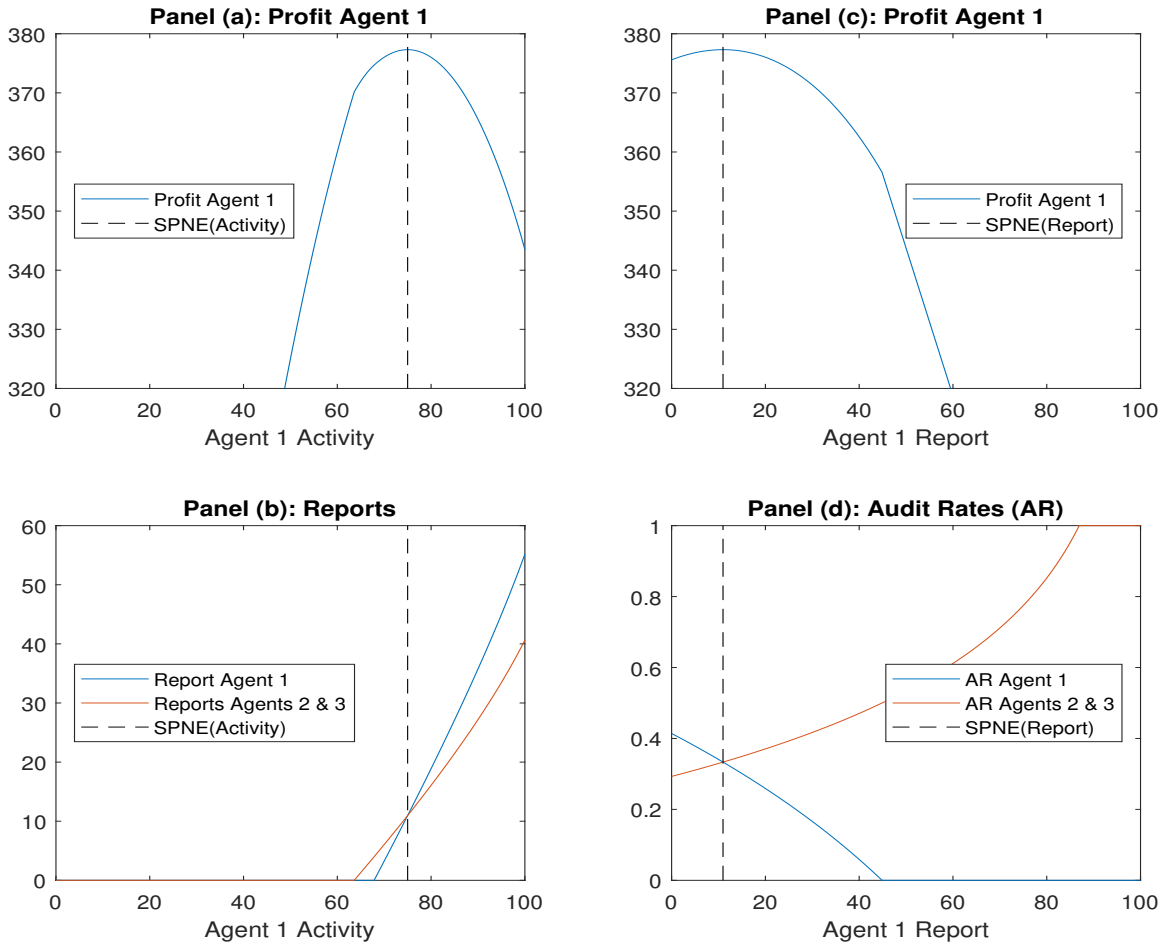 Panel (a): Profit Agent 1
380
370
360
350
340
330
320
Profit Agent 1
SPNE(Activity)
0 20 40 60 80 100
Agent 1 Activity
Panel (c): Profit Agent 1
380
370
360
350
340
330
320
Profit Agent 1
SPNE(Report)
0 20 40 60 80 100
Agent 1 Report
Panel (b): Reports
60
50
40
30
20
10
0
Report Agent 1
Reports Agents 2 & 3
SPNE(Activity)
0 20 40 60 80 100
Agent 1 Activity
Panel (d): Audit Rates (AR)
1
0.8
0.6
0.4
0.2
0
AR Agent 1
AR Agents 2 & 3
SPNE(Report)
0 20 40 60 80 100
Agent 1 Report